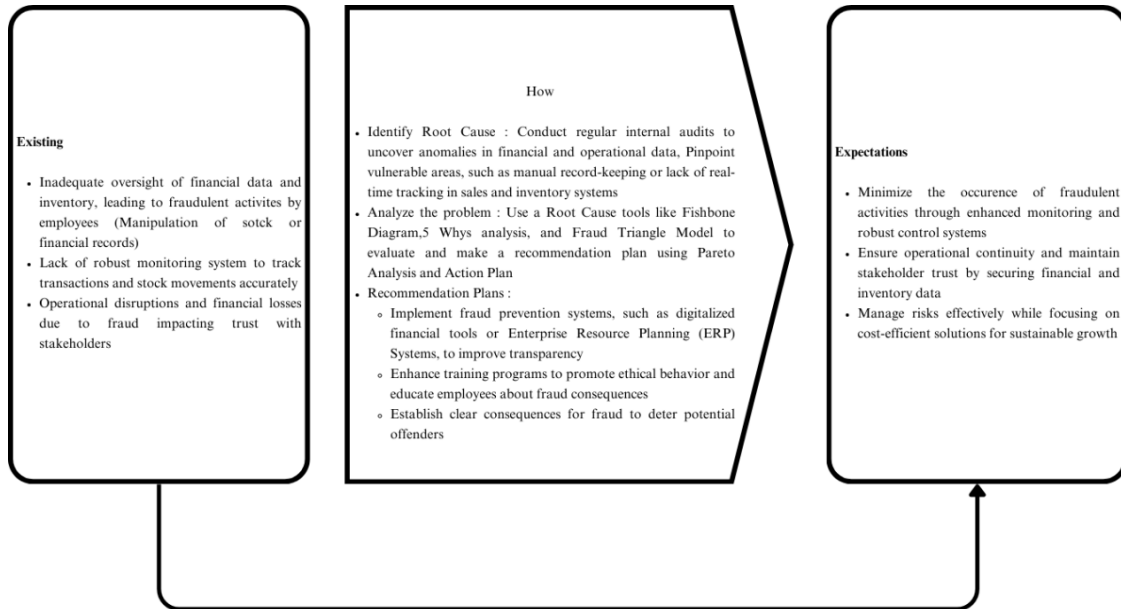 Existing
• Inadequate oversight of financial data and
inventory, leading to fraudulent activites by
employees (Manipulation of sotck or
financial records)
• Lack of robust monitoring system to track
transactions and stock movements accurately
• Operational disruptions and financial losses
due to fraud impacting trust with
stakeholders
How
• Identify Root Cause : Conduct regular internal audits to
uncover anomalies in financial and operational data, Pinpoint
vulnerable areas, such as manual record-keeping or lack of real-
time tracking in sales and inventory systems
• Analyze the problem : Use a Root Cause tools like Fishbone
Diagram,5 Whys analysis, and Fraud Triangle Model to
evaluate and make a recommendation plan using Pareto
Analysis and Action Plan
• Recommendation Plans :
◦ Implement fraud prevention systems, such as digitalized
financial tools or Enterprise Resource Planning (ERP)
Systems, to improve transparency
◦ Enhance training programs to promote ethical behavior and
educate employees about fraud consequences
◦ Establish clear consequences for fraud to deter potential
offenders
Expectations
• Minimize the occurence of fraudulent
activities through enhanced monitoring and
robust control systems
• Ensure operational continuity and maintain
stakeholder trust by securing financial and
inventory data
• Manage risks effectively while focusing on
cost-efficient solutions for sustainable growth